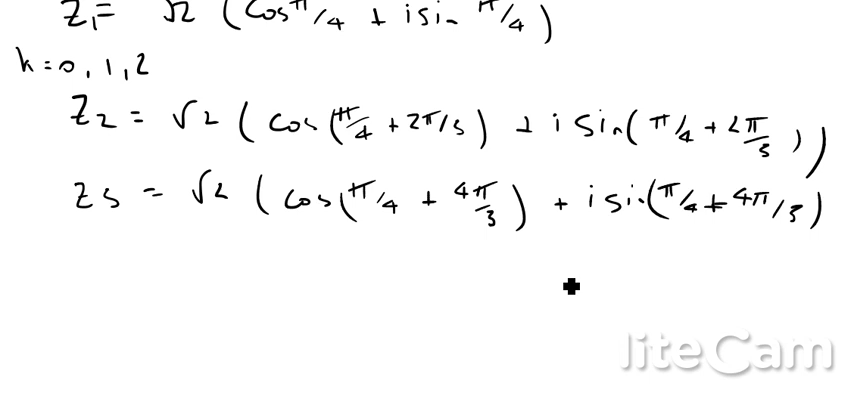 Z₁ = √2 (cos π/4 + i sin π/4)
k = 0, 1, 2
Z₂ = √2 (cos(π/4 + 2π/3) + i sin(π/4 + 2π/3))
Z3 = √2 (cos(π/4 + 4π/3) + i sin(π/4 + 4π/3)
liteCam